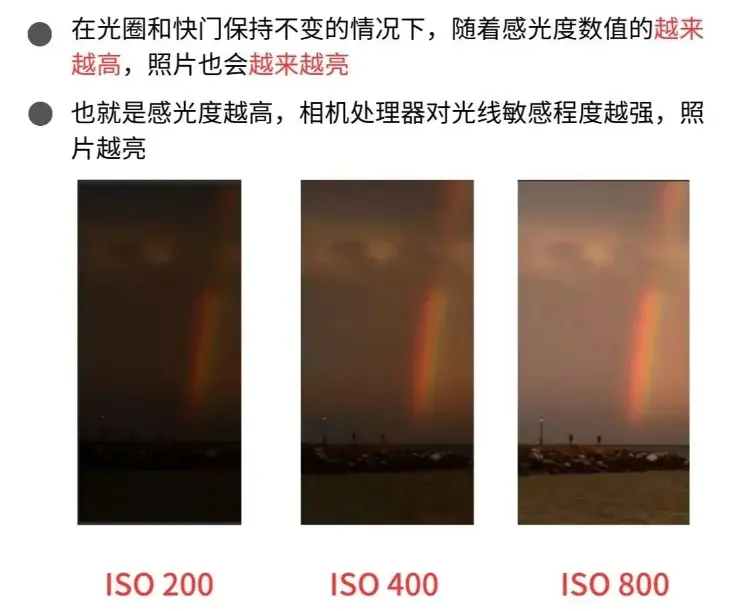 在光圈和快门保持不变的情况下，随着感光度数值的越来
越高，照片也会越来越亮
也就是感光度越高，相机处理器对光线敏感程度越强，照
片越亮
ISO 200
ISO 400
ISO 800